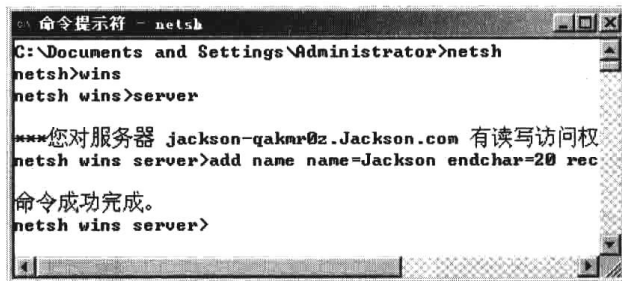 命令提示符 - netsh
C:\Documents and Settings\Administrator>netsh
netsh>wins
netsh wins>server
***您对服务器 jackson-qakmr0z.Jackson.com 有读写访问权
netsh wins server>add name name=Jackson endchar=20 rec
命令成功完成。
netsh wins server>